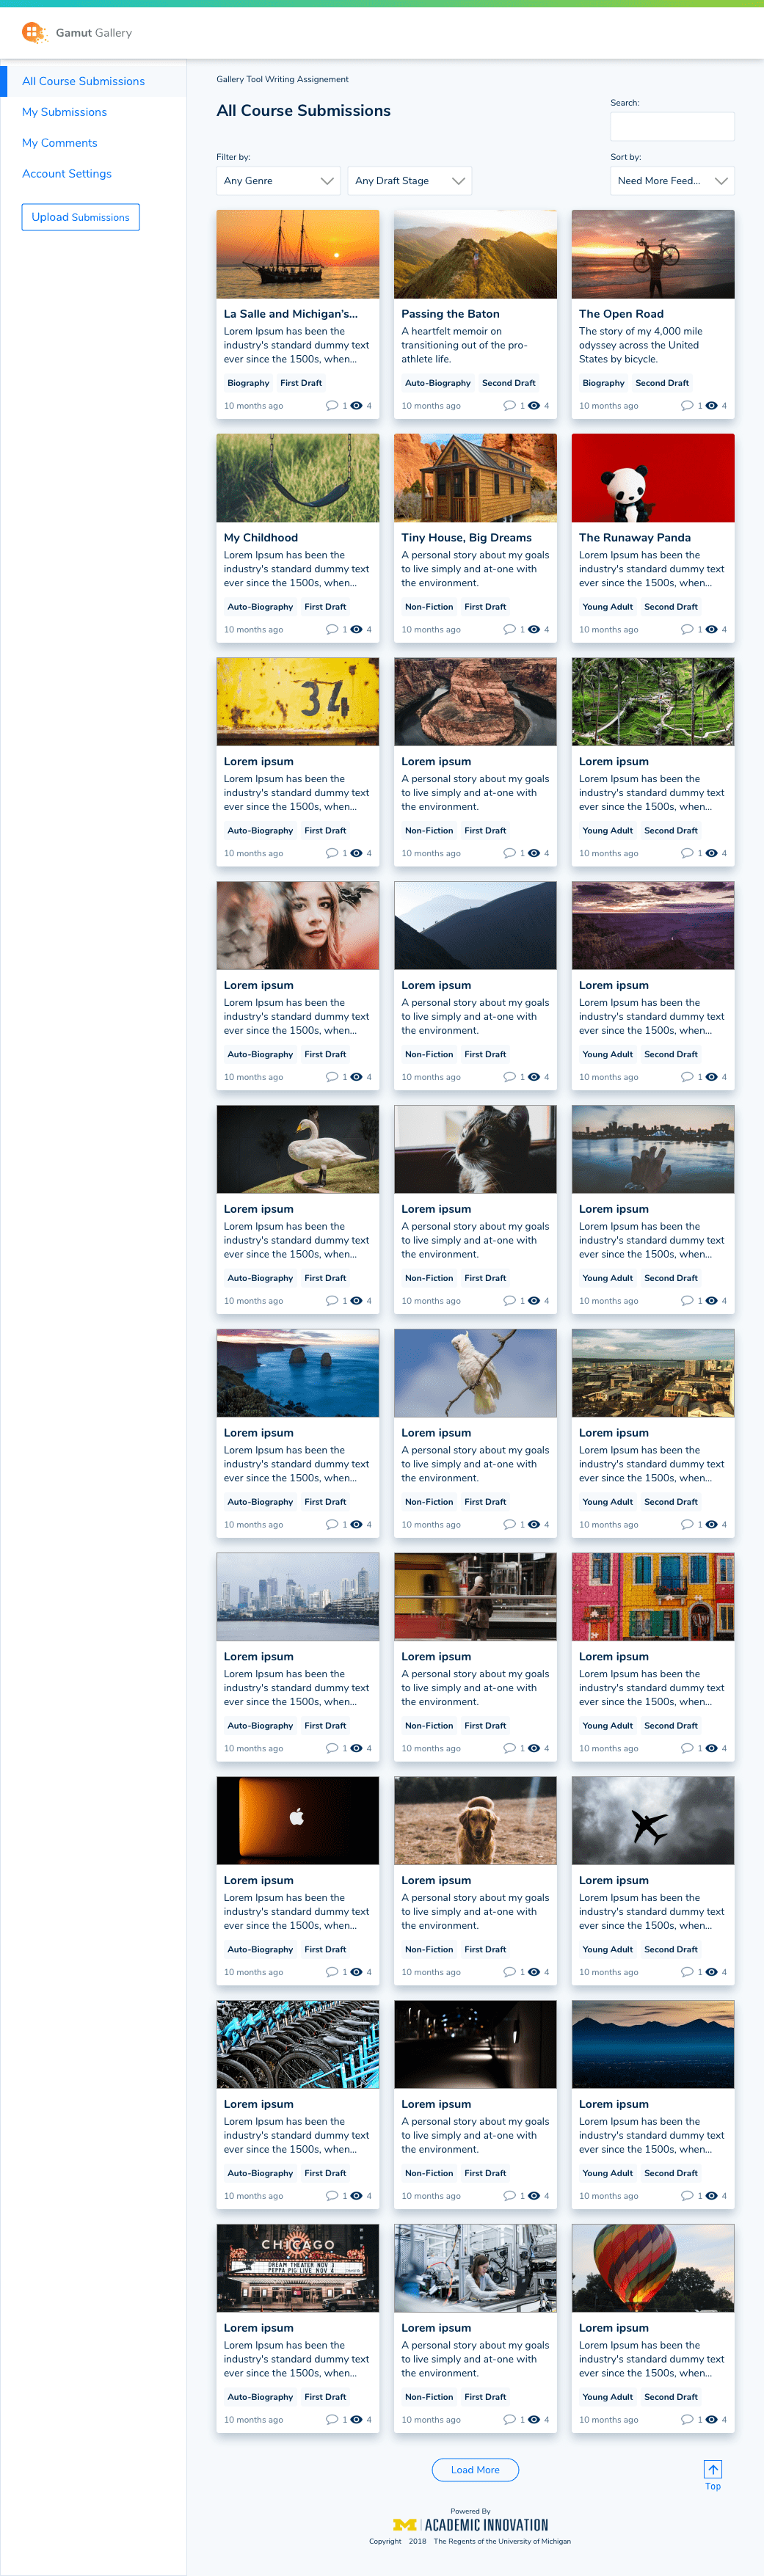 Gamut Gallery
All Course Submissions
My Submissions
My Comments
Account Settings
Upload Submissions
Gallery Tool Writing Assignement
All Course Submissions
Search:
Filter by:
Sort by:
Any Genre
Any Draft Stage
Need More Feed...
La Salle and Michigan's...
Lorem Ipsum has been the
industry's standard dummy text
ever since the 1500s, when...
Biography First Draft
10 months ago 1 4
Passing the Baton
A heartfelt memoir on
transitioning out of the pro-
athlete life.
Auto-Biography Second Draft
10 months ago 1 4
The Open Road
The story of my 4,000 mile
odyssey across the United
States by bicycle.
Biography Second Draft
10 months ago 1 4
My Childhood
Lorem Ipsum has been the
industry's standard dummy text
ever since the 1500s, when...
Auto-Biography First Draft
10 months ago 1 4
Tiny House, Big Dreams
A personal story about my goals
to live simply and at-one with
the environment.
Non-Fiction First Draft
10 months ago 1 4
The Runaway Panda
Lorem Ipsum has been the
industry's standard dummy text
ever since the 1500s, when...
Young Adult Second Draft
10 months ago 1 4
34
Lorem ipsum
Lorem Ipsum has been the
industry's standard dummy text
ever since the 1500s, when...
Auto-Biography First Draft
10 months ago 1 4
Lorem ipsum
A personal story about my goals
to live simply and at-one with
the environment.
Non-Fiction First Draft
10 months ago 1 4
Lorem ipsum
Lorem Ipsum has been the
industry's standard dummy text
ever since the 1500s, when...
Young Adult Second Draft
10 months ago 1 4
Lorem ipsum
Lorem Ipsum has been the
industry's standard dummy text
ever since the 1500s, when...
Auto-Biography First Draft
10 months ago 1 4
Lorem ipsum
A personal story about my goals
to live simply and at-one with
the environment.
Non-Fiction First Draft
10 months ago 1 4
Lorem ipsum
Lorem Ipsum has been the
industry's standard dummy text
ever since the 1500s, when...
Young Adult Second Draft
10 months ago 1 4
Lorem ipsum
Lorem Ipsum has been the
industry's standard dummy text
ever since the 1500s, when...
Auto-Biography First Draft
10 months ago 1 4
Lorem ipsum
A personal story about my goals
to live simply and at-one with
the environment.
Non-Fiction First Draft
10 months ago 1 4
Lorem ipsum
Lorem Ipsum has been the
industry's standard dummy text
ever since the 1500s, when...
Young Adult Second Draft
10 months ago 1 4
Lorem ipsum
Lorem Ipsum has been the
industry's standard dummy text
ever since the 1500s, when...
Auto-Biography First Draft
10 months ago 1 4
Lorem ipsum
A personal story about my goals
to live simply and at-one with
the environment.
Non-Fiction First Draft
10 months ago 1 4
Lorem ipsum
Lorem Ipsum has been the
industry's standard dummy text
ever since the 1500s, when...
Young Adult Second Draft
10 months ago 1 4
Lorem ipsum
Lorem Ipsum has been the
industry's standard dummy text
ever since the 1500s, when...
Auto-Biography First Draft
10 months ago 1 4
Lorem ipsum
A personal story about my goals
to live simply and at-one with
the environment.
Non-Fiction First Draft
10 months ago 1 4
Lorem ipsum
Lorem Ipsum has been the
industry's standard dummy text
ever since the 1500s, when...
Young Adult Second Draft
10 months ago 1 4
Lorem ipsum
Lorem Ipsum has been the
industry's standard dummy text
ever since the 1500s, when...
Auto-Biography First Draft
10 months ago 1 4
Lorem ipsum
A personal story about my goals
to live simply and at-one with
the environment.
Non-Fiction First Draft
10 months ago 1 4
Lorem ipsum
Lorem Ipsum has been the
industry's standard dummy text
ever since the 1500s, when...
Young Adult Second Draft
10 months ago 1 4
Lorem ipsum
Lorem Ipsum has been the
industry's standard dummy text
ever since the 1500s, when...
Auto-Biography First Draft
10 months ago 1 4
Lorem ipsum
A personal story about my goals
to live simply and at-one with
the environment.
Non-Fiction First Draft
10 months ago 1 4
Lorem ipsum
Lorem Ipsum has been the
industry's standard dummy text
ever since the 1500s, when...
Young Adult Second Draft
10 months ago 1 4
CHICAGO
DREAM THEATER NOV 3
PEPPA PIG LIVE NOV 4
Lorem ipsum
Lorem Ipsum has been the
industry's standard dummy text
ever since the 1500s, when...
Auto-Biography First Draft
10 months ago 1 4
Lorem ipsum
A personal story about my goals
to live simply and at-one with
the environment.
Non-Fiction First Draft
10 months ago 1 4
Lorem ipsum
Lorem Ipsum has been the
industry's standard dummy text
ever since the 1500s, when...
Young Adult Second Draft
10 months ago 1 4
Load More
Top
Powered By
M ACADEMIC INNOVATION
Copyright 2018 The Regents of the University of Michigan